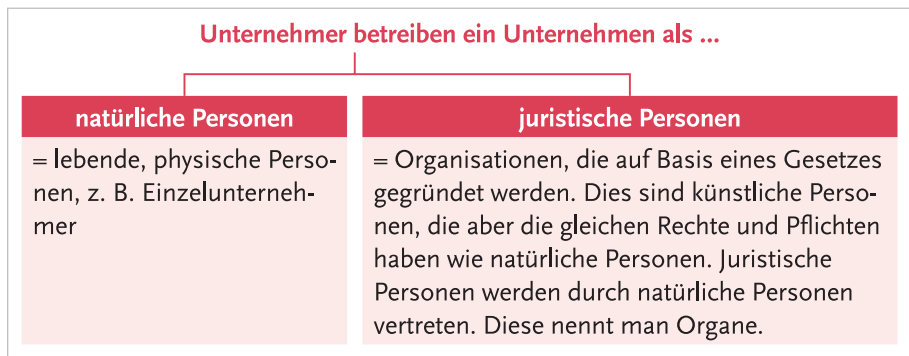 Unternehmer betreiben ein Unternehmen als ...
natürliche Personen
= lebende, physische Perso-
nen, z. B. Einzelunterneh-
mer
juristische Personen
= Organisationen, die auf Basis eines Gesetzes
gegründet werden. Dies sind künstliche Perso-
nen, die aber die gleichen Rechte und Pflichten
haben wie natürliche Personen. Juristische
Personen werden durch natürliche Personen
vertreten. Diese nennt man Organe.